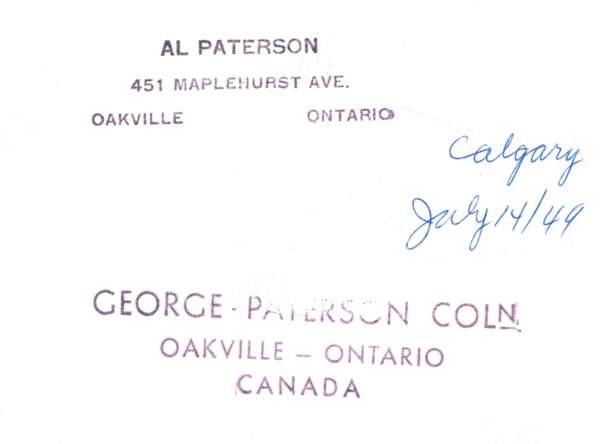 AL PATERSON
451 MAPLEHURST AVE.
OAKVILLE ONTARIO
Calgary
July 14/49
GEORGE-PATERSON COLN
OAKVILLE – ONTARIO
CANADA